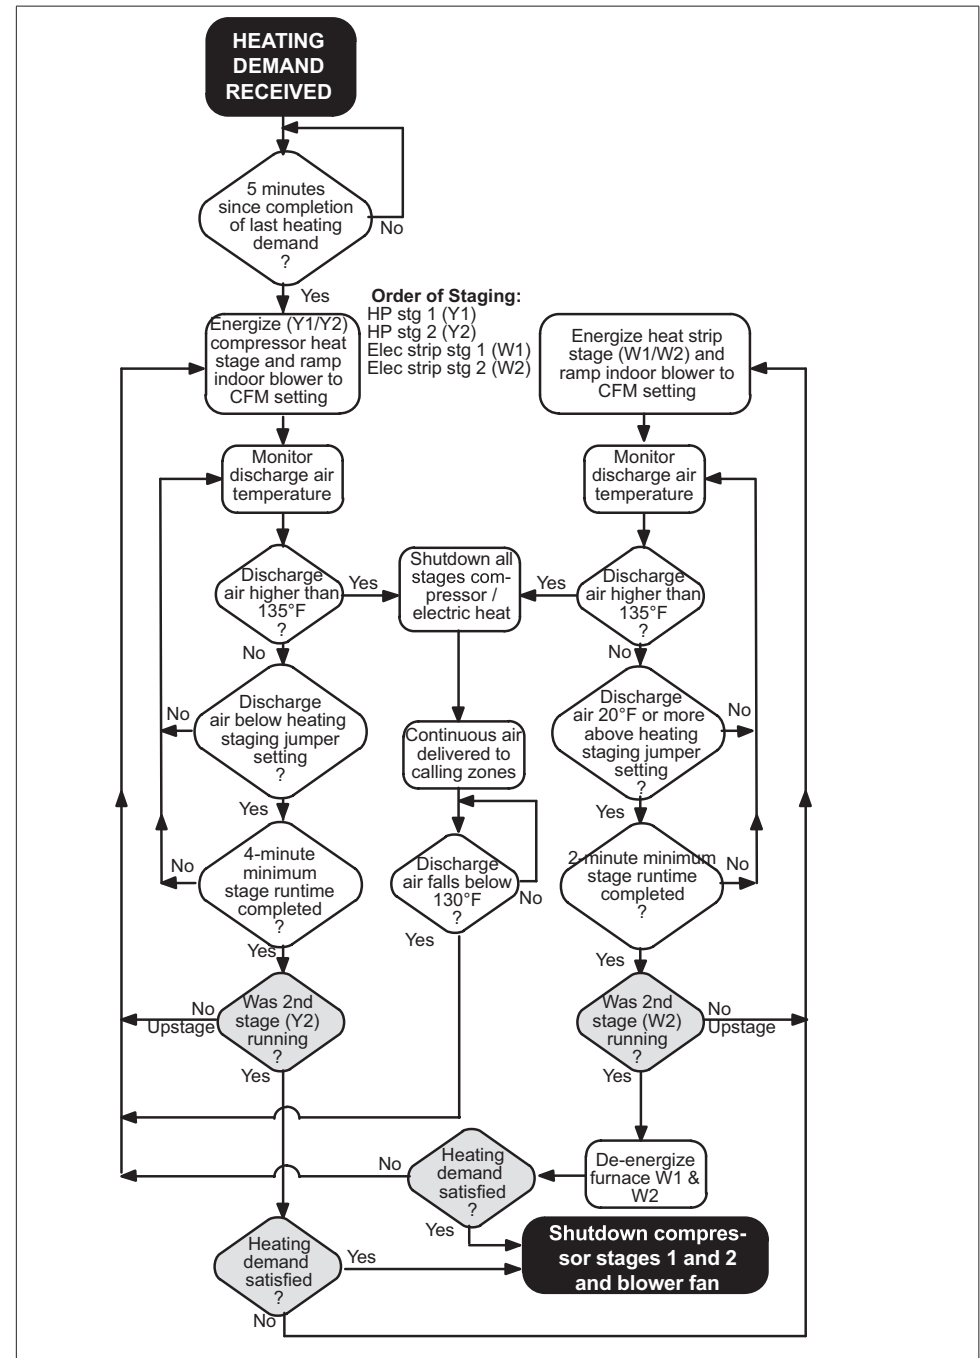 HEATING
DEMAND
RECEIVED
5 minutes
since completion
of last heating
demand
?
No
Yes
Order of Staging:
HP stg 1 (Y1)
HP stg 2 (Y2)
Elec strip stg 1 (W1)
Elec strip stg 2 (W2)
Energize (Y1/Y2)
compressor heat
stage and ramp
indoor blower to
CFM setting
Energize heat strip
stage (W1/W2) and
ramp indoor blower to
CFM setting
Monitor
discharge air
temperature
Monitor
discharge air
temperature
Discharge
air higher than
135°F
?
Yes
No
Shutdown all
stages com-
pressor /
electric heat
Yes
Discharge
air higher than
135°F
?
No
Discharge
air below heating
staging jumper
setting
?
No
Yes
Continuous air
delivered to
calling zones
Discharge
air 20°F or more
above heating
staging jumper
setting
?
No
Yes
4-minute
minimum
stage runtime
completed
?
No
Yes
Discharge
air falls below
130°F
?
No
Yes
2-minute minimum
stage runtime
completed
?
No
Yes
Was 2nd
stage (Y2)
running
?
No
Upstage
Yes
Was 2nd
stage (W2)
running
?
No
Upstage
Yes
De-energize
furnace W1 &
W2
Heating
demand
satisfied
?
No
Yes
Heating
demand
satisfied
?
Yes
No
Shutdown compres-
sor stages 1 and 2
and blower fan